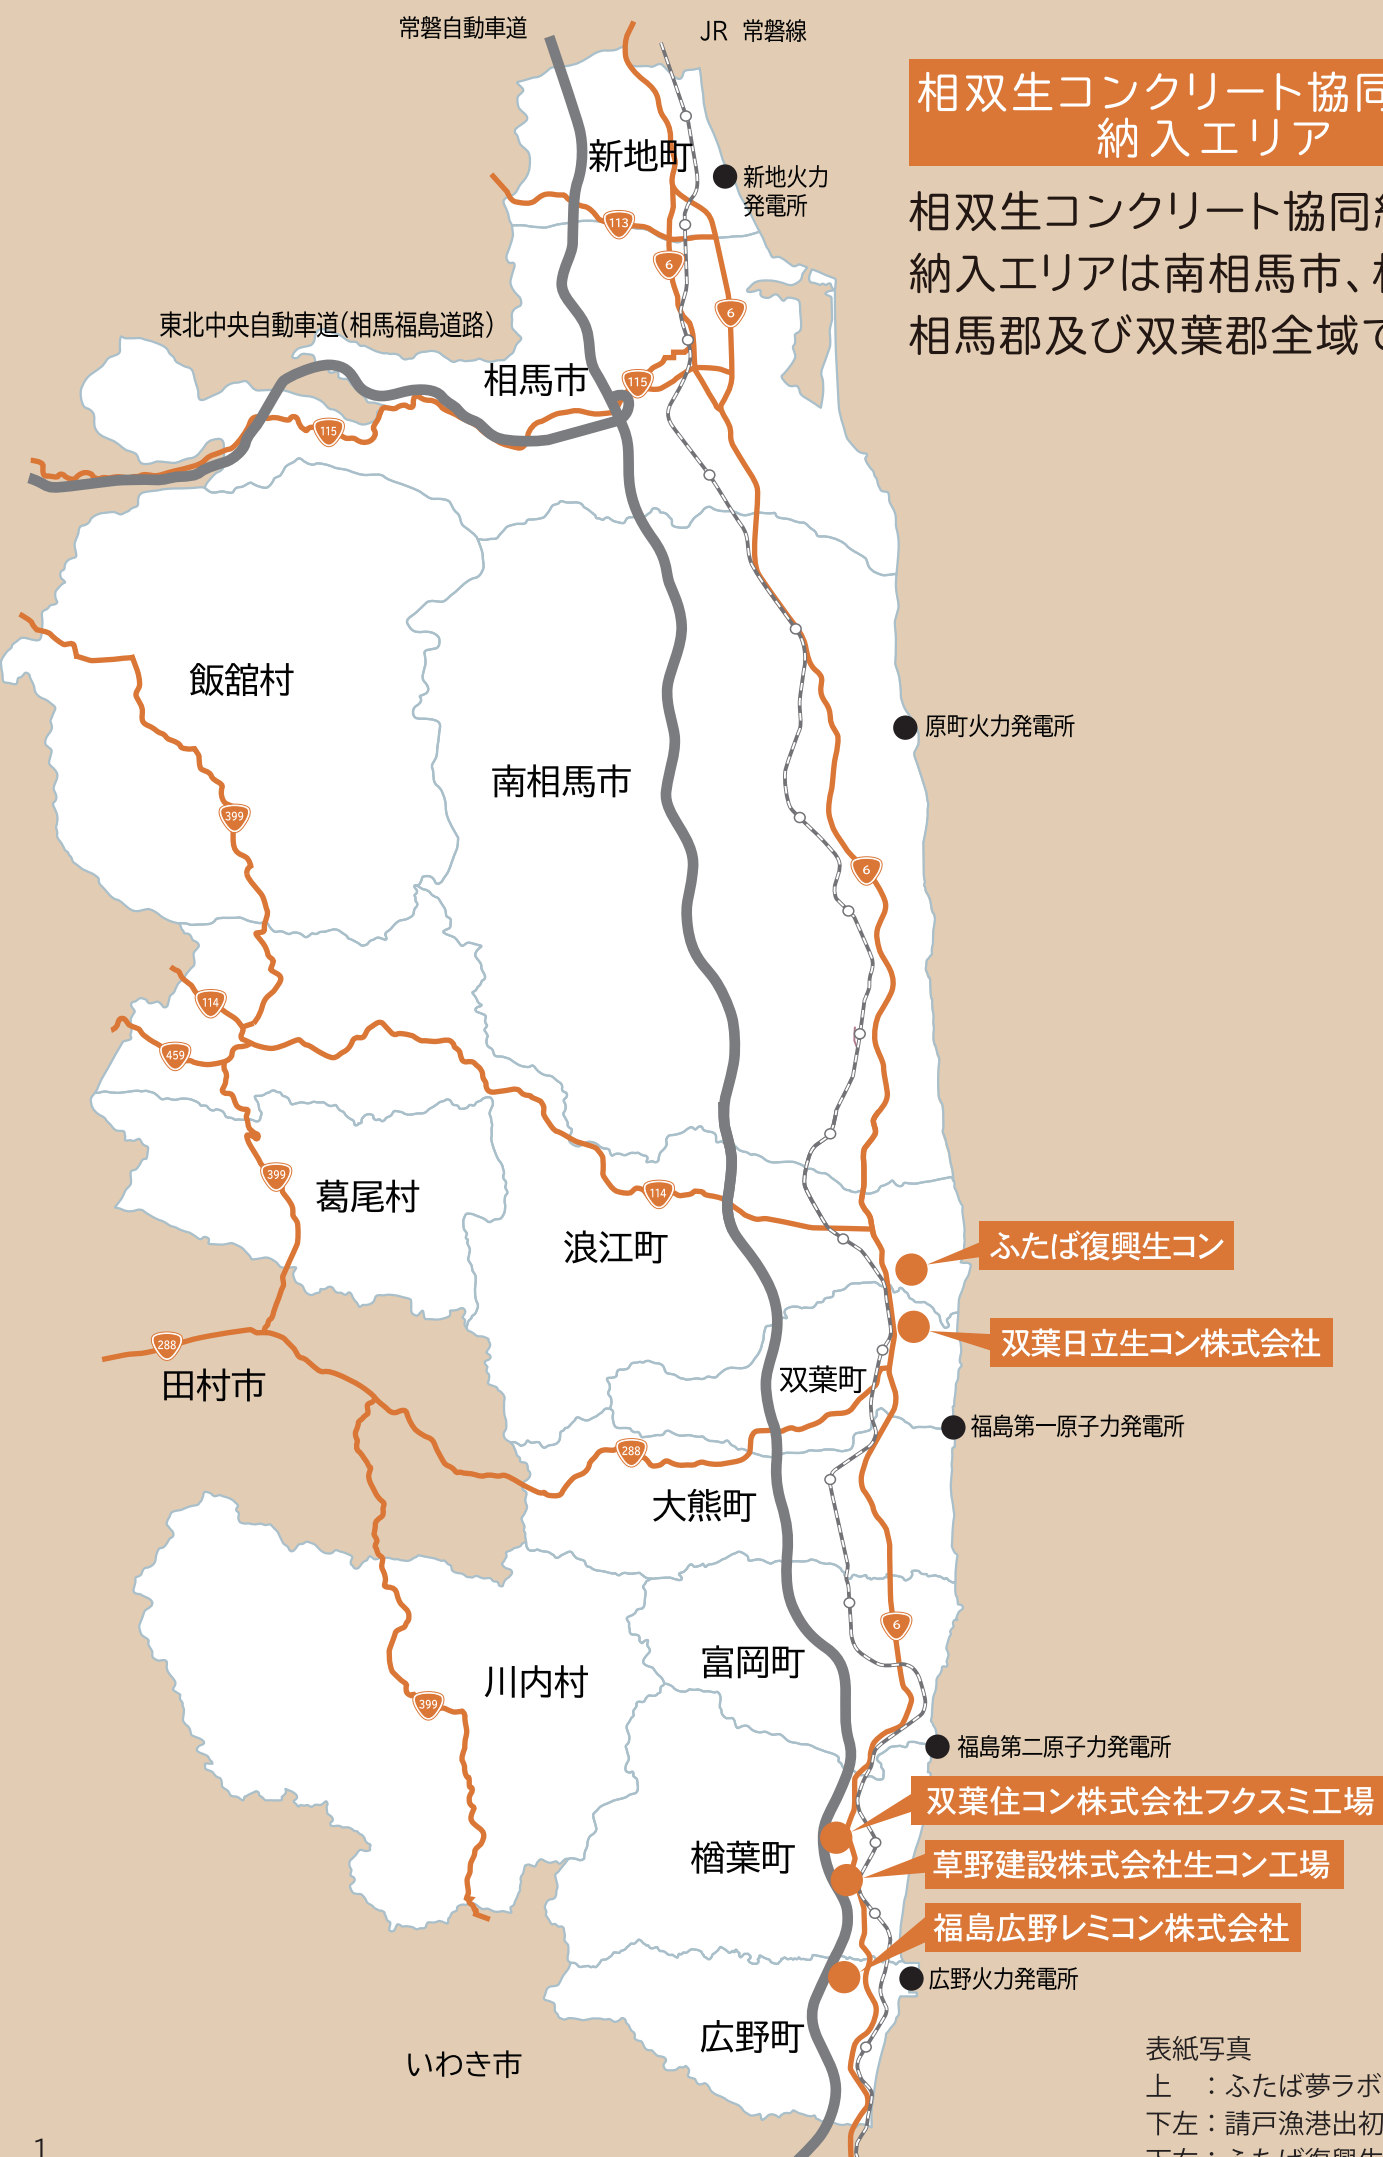 常磐自動車道
JR 常磐線
相双生コンクリート協同
納入エリア
相双生コンクリート協同
納入エリアは南相馬市、
相馬郡及び双葉郡全域で
新地町
新地火力
発電所
113
6
6
東北中央自動車道(相馬福島道路)
相馬市
115
115
飯舘村
原町火力発電所
南相馬市
399
6
114
459
399
葛尾村
114
浪江町
ふたば復興生コン
双葉日立生コン株式会社
288
田村市
双葉町
福島第一原子力発電所
288
大熊町
6
富岡町
川内村
399
福島第二原子力発電所
双葉住コン株式会社フクスミ工場
楢葉町
草野建設株式会社生コン工場
福島広野レミコン株式会社
広野火力発電所
広野町
いわき市
表紙写真
上 :ふたば夢ラボ
下左:請戸漁港出初
下右:ふたば復興生
1